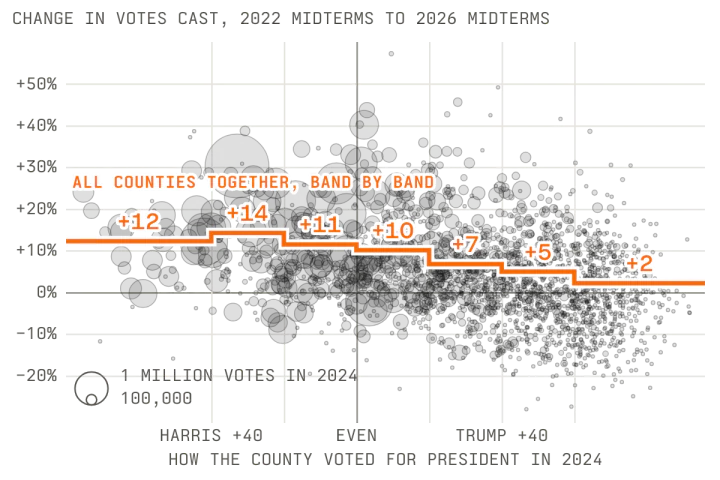 CHANGE IN VOTES CAST, 2022 MIDTERMS TO 2026 MIDTERMS
+50%
+40%
+30%
ALL COUNTIES TOGETHER, BAND BY BAND
+20%
+12 +14 +11 +10 +7 +5 +2
+10%
0%
-10%
-20%
1 MILLION VOTES IN 2024
100,000
HARRIS +40 EVEN TRUMP +40
HOW THE COUNTY VOTED FOR PRESIDENT IN 2024